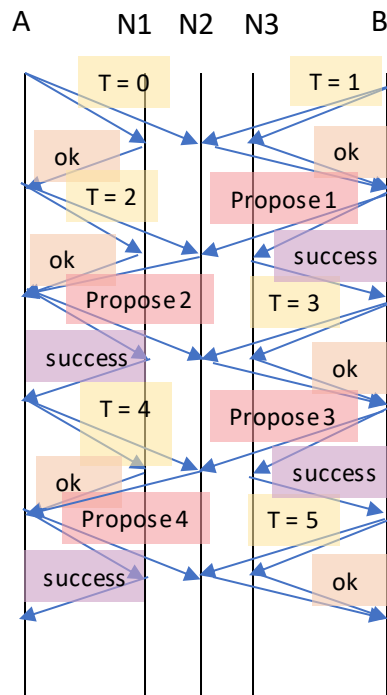 A N1 N2 N3 B
T = 0 T = 1
ok ok
T = 2 Propose 1
ok success
Propose 2 T = 3
success ok
T = 4 Propose 3
ok success
Propose 4 T = 5
success ok